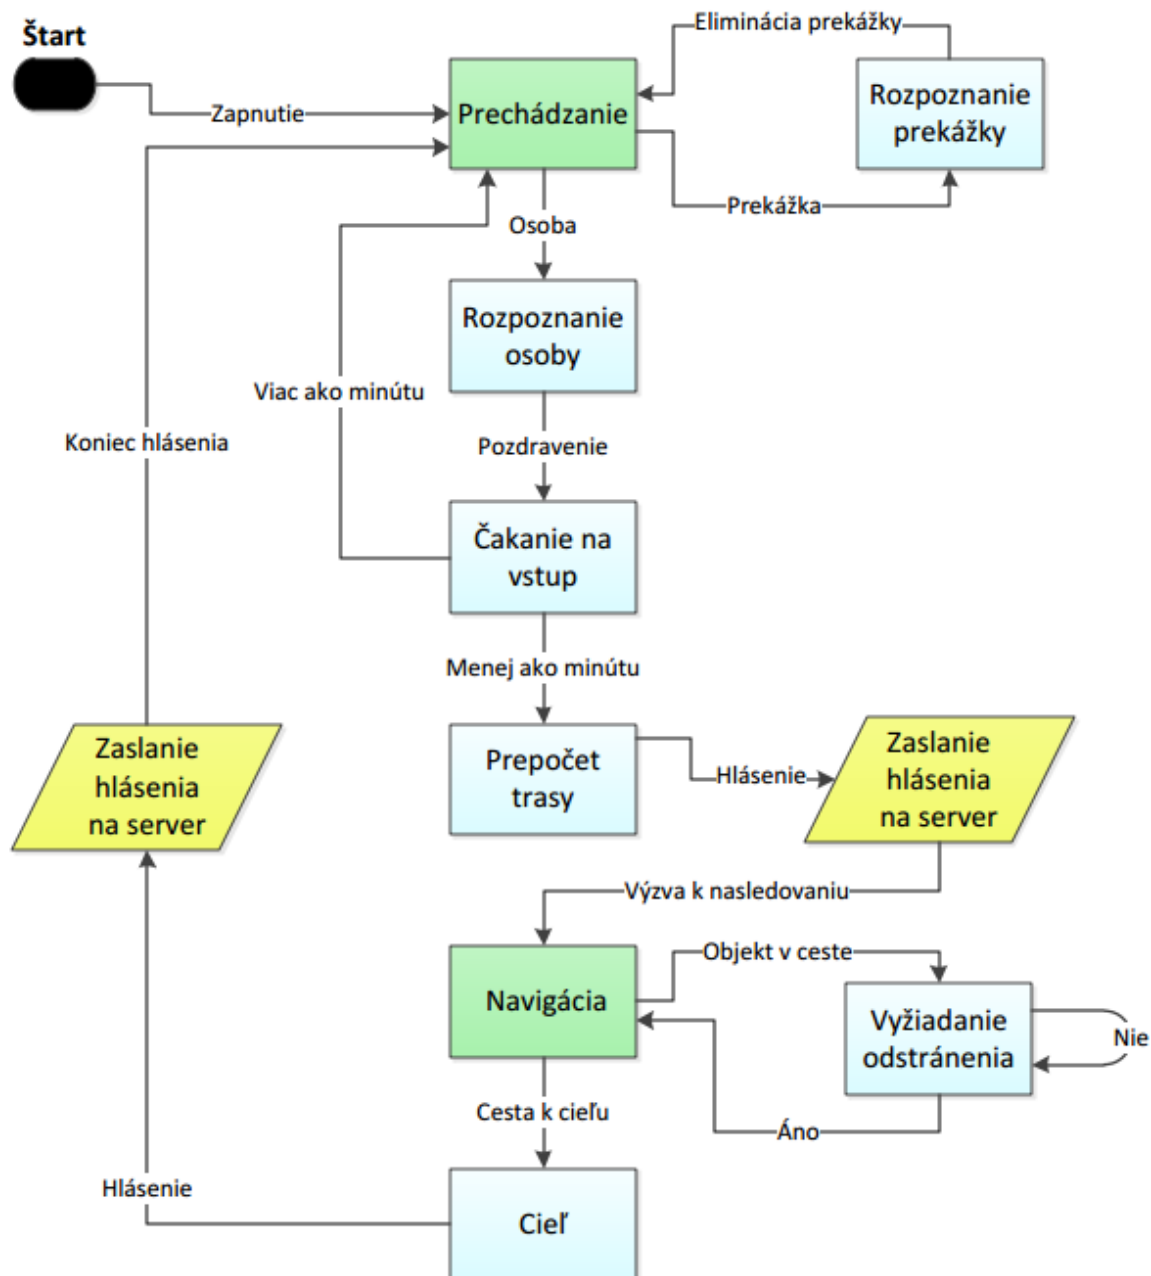 Štart
Eliminácia prekážky
Zapnutie
Prechádzanie
Rozpoznanie
prekážky
Prekážka
Osoba
Rozpoznanie
osoby
Viac ako minútu
Koniec hlásenia
Pozdravenie
Čakanie na
vstup
Menej ako minútu
Zaslanie
hlásenia
na server
Prepočet
trasy
Hlásenie
Zaslanie
hlásenia
na server
Výzva k nasledovaniu
Navigácia
Objekt v ceste
Vyžiadanie
odstránenia
Nie
Áno
Cesta k cieľu
Hlásenie
Cieľ